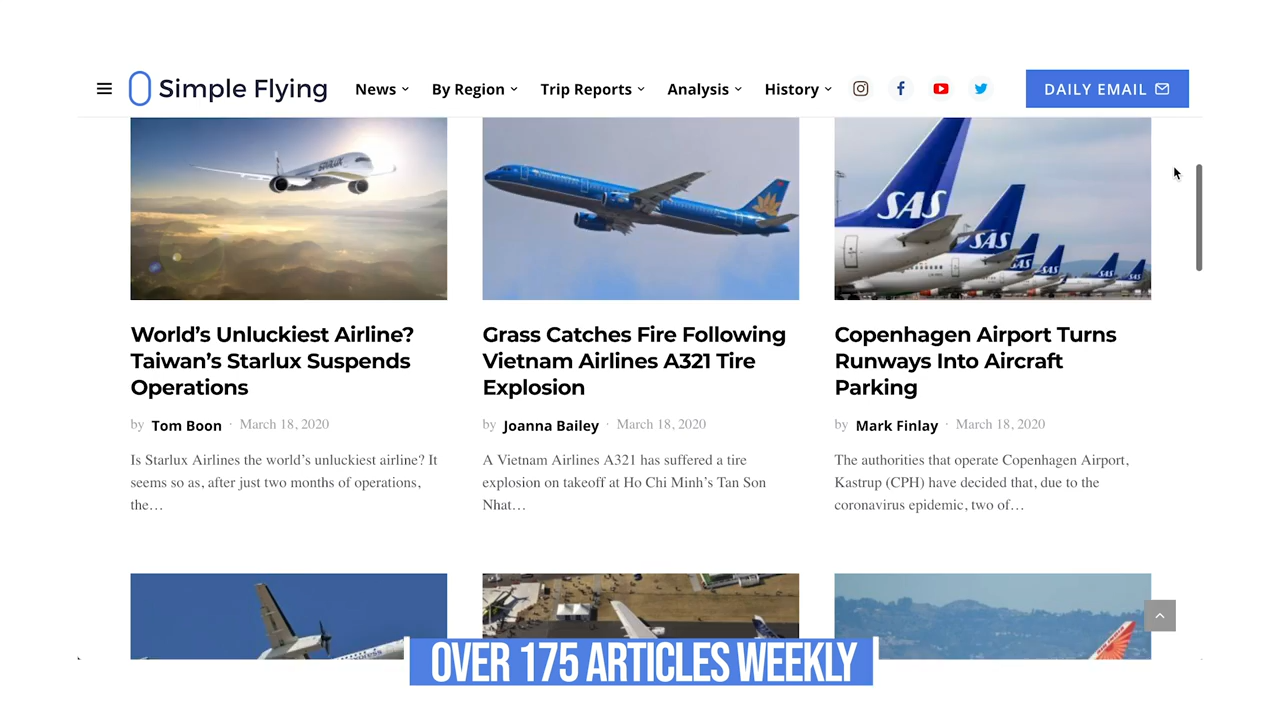 Simple Flying
News
By Region
Trip Reports
Analysis
History
DAILY EMAIL
STARLUX
SAS
SAS
World's Unluckiest Airline?
Taiwan's Starlux Suspends
Operations
by Tom Boon · March 18, 2020
Is Starlux Airlines the world's unluckiest airline? It
seems so as, after just two months of operations,
the…
Grass Catches Fire Following
Vietnam Airlines A321 Tire
Explosion
by Joanna Bailey · March 18, 2020
A Vietnam Airlines A321 has suffered a tire
explosion on takeoff at Ho Chi Minh's Tan Son
Nhat…
Copenhagen Airport Turns
Runways Into Aircraft
Parking
by Mark Finlay · March 18, 2020
The authorities that operate Copenhagen Airport,
Kastrup (CPH) have decided that, due to the
coronavirus epidemic, two of…
OVER 175 ARTICLES WEEKLY